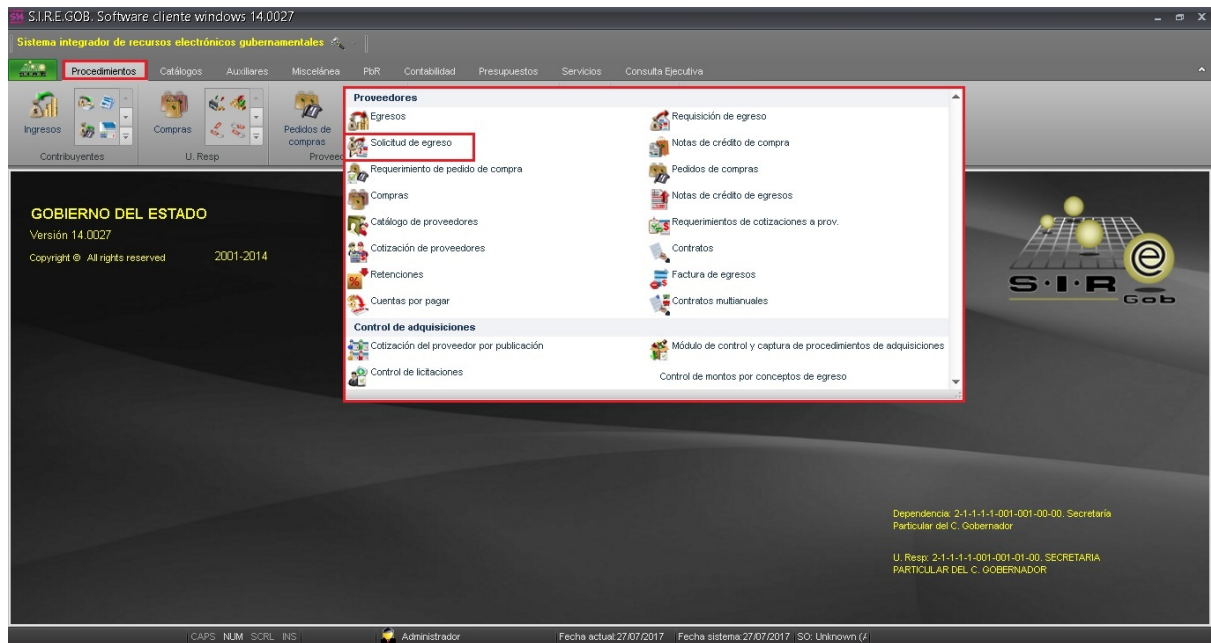 S.I.R.E.GOB. Software cliente windows 14.0027
Sistema integrador de recursos electrónicos gubernamentales
Procedimientos Catálogos Auxiliares Miscelánea PbR Contabilidad Presupuestos Servicios Consulta Ejecutiva
Ingresos
Compras
Pedidos de compras
Contribuyentes
U. Resp
Proveedores
Egresos
Requisición de egreso
Solicitud de egreso
Notas de crédito de compra
Requerimiento de pedido de compra
Pedidos de compras
Compras
Notas de crédito de egresos
Catálogo de proveedores
Requerimientos de cotizaciones a prov.
Cotización de proveedores
Contratos
Retenciones
Factura de egresos
Cuentas por pagar
Contratos multianuales
Control de adquisiciones
Cotización del proveedor por publicación
Módulo de control y captura de procedimientos de adquisiciones
Control de licitaciones
Control de montos por conceptos de egreso
GOBIERNO DEL ESTADO
Versión 14.0027
Copyright © All rights reserved 2001-2014
S·I·R e
Gob
Dependencia: 2-1-1-1-1-001-001-00-00. Secretaría
Particular del C. Gobernador
U. Resp: 2-1-1-1-1-001-001-01-00. SECRETARIA
PARTICULAR DEL C. GOBERNADOR
CAPS NUM SCRL INS Administrador Fecha actual:27/07/2017 Fecha sistema:27/07/2017 SO: Unknown (